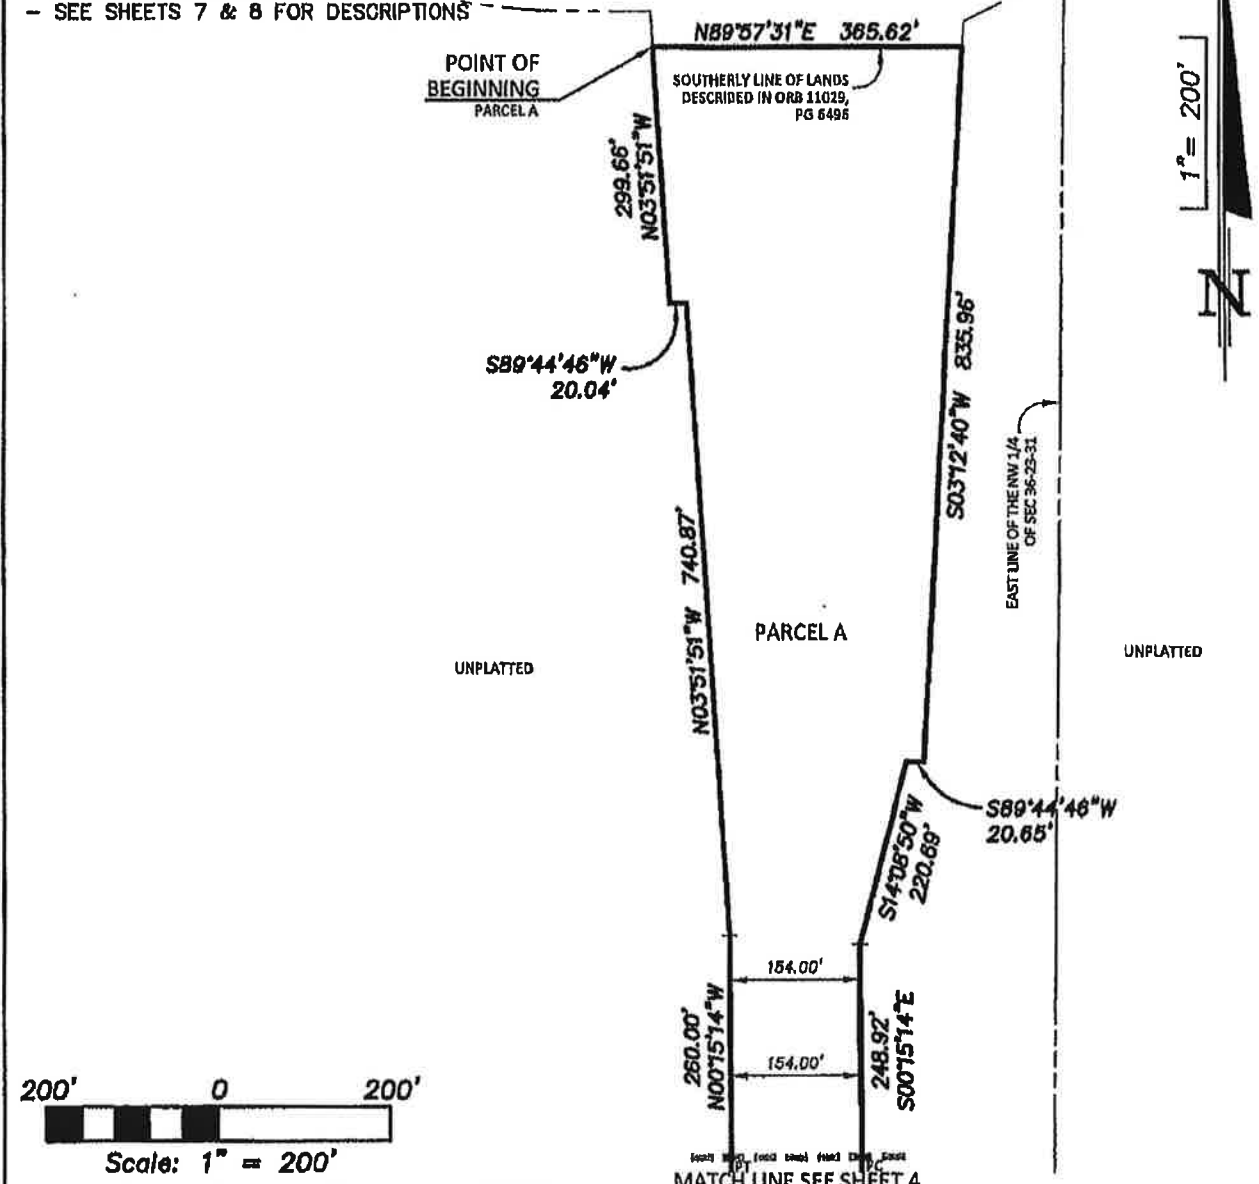 - SEE SHEETS 7 & 8 FOR DESCRIPTIONS
N89°57'31"E 365.62'
POINT OF
BEGINNING
PARCEL A
SOUTHERLY LINE OF LANDS
DESCRIBED IN ORB 11029,
PG 6496
1" = 200'
N
299.66'
N03°51'51"W
S89°44'46"W
20.04'
S03°12'40"W 835.96'
EAST LINE OF THE NW 1/4
OF SEC 36-23-31
N03°51'51"W 740.87'
PARCEL A
UNPLATTED
UNPLATTED
S89°44'46"W
20.65'
S14°08'50"W
220.69'
154.00'
260.00'
N00°15'14"W
154.00'
248.92'
S00°15'14"E
200' 0 200'
Scale: 1" = 200'
PT
PC
MATCH LINE SEE SHEET 4